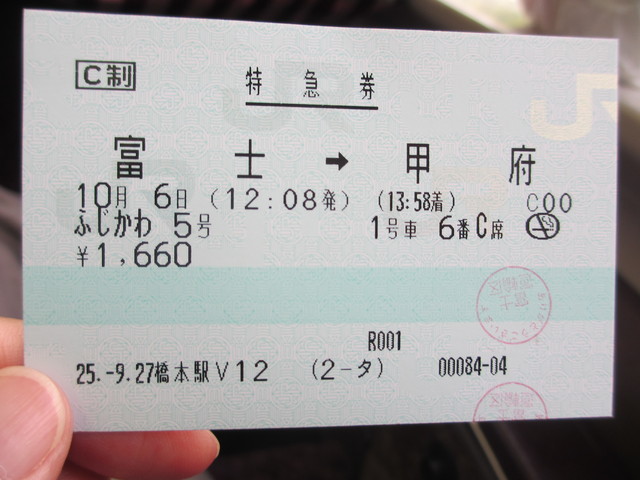 C制
特急券
富士→甲府
10月 6日(12:08発) (13:58着) C00
ふじかわ 5号 1号車 6番C席
¥1,660
R001
25.-9.27橋本駅V12 (2-タ) 00084-04